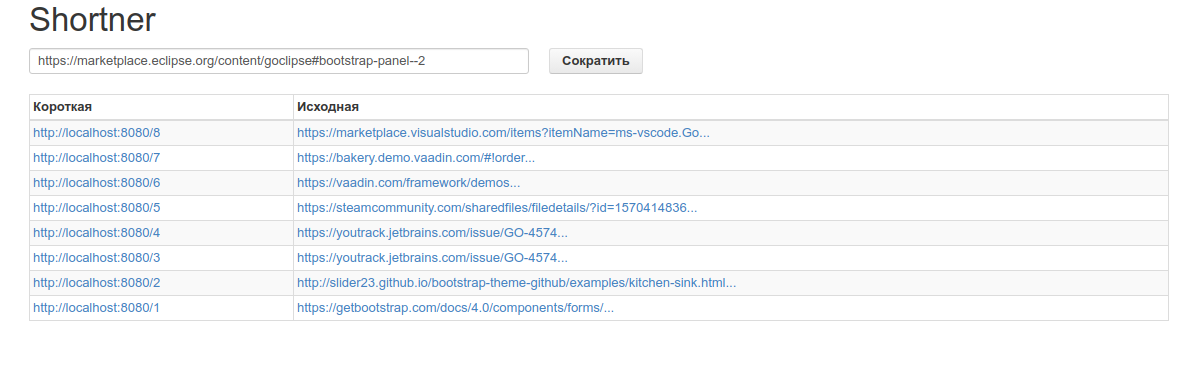 Shortner
https://marketplace.eclipse.org/content/goclipse#bootstrap-panel--2 Сократить
Короткая Исходная
http://localhost:8080/8 https://marketplace.visualstudio.com/items?itemName=ms-vscode.Go...
http://localhost:8080/7 https://bakery.demo.vaadin.com/#!order...
http://localhost:8080/6 https://vaadin.com/framework/demos...
http://localhost:8080/5 https://steamcommunity.com/sharedfiles/filedetails/?id=1570414836...
http://localhost:8080/4 https://youtrack.jetbrains.com/issue/GO-4574...
http://localhost:8080/3 https://youtrack.jetbrains.com/issue/GO-4574...
http://localhost:8080/2 http://slider23.github.io/bootstrap-theme-github/examples/kitchen-sink.html...
http://localhost:8080/1 https://getbootstrap.com/docs/4.0/components/forms/...